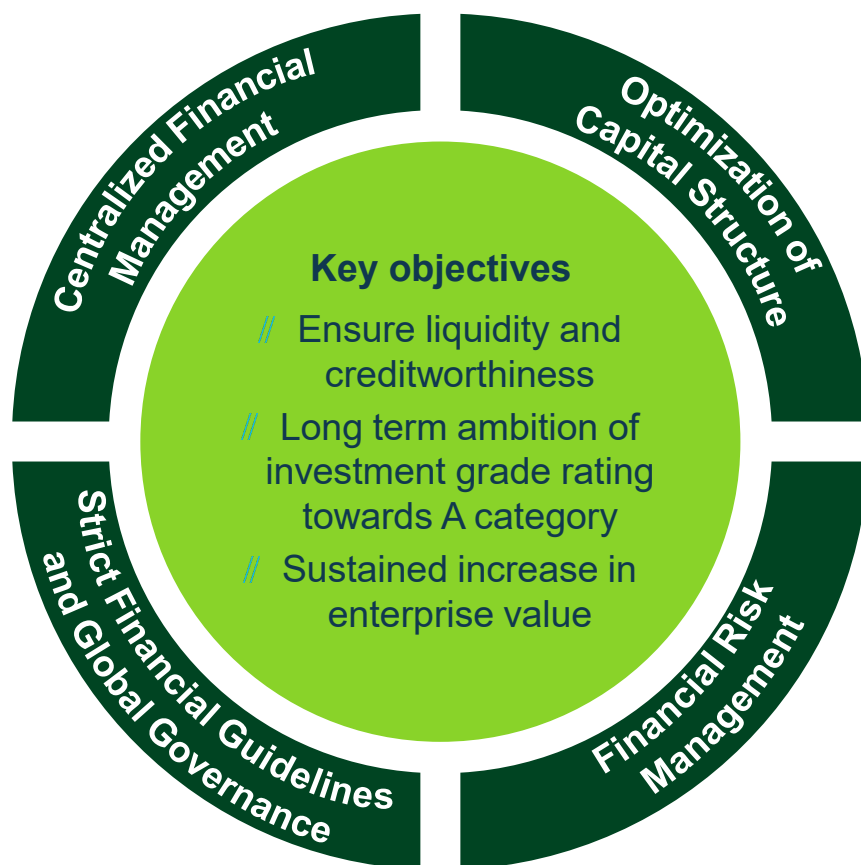 Centralized Financial
Management
Optimization of
Capital Structure
Key objectives
// Ensure liquidity and
creditworthiness
// Long term ambition of
investment grade rating
towards A category
// Sustained increase in
enterprise value
Strict Financial Guidelines
and Global Governance
Financial Risk
Management